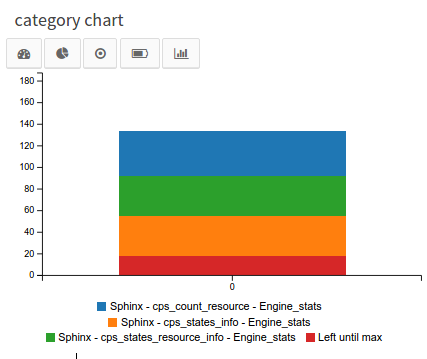 category chart
180
160
140
120
100
80
60
40
20
0
0
Sphinx - cps_count_resource - Engine_stats
Sphinx - cps_states_info - Engine_stats
Sphinx - cps_states_resource_info - Engine_stats Left until max